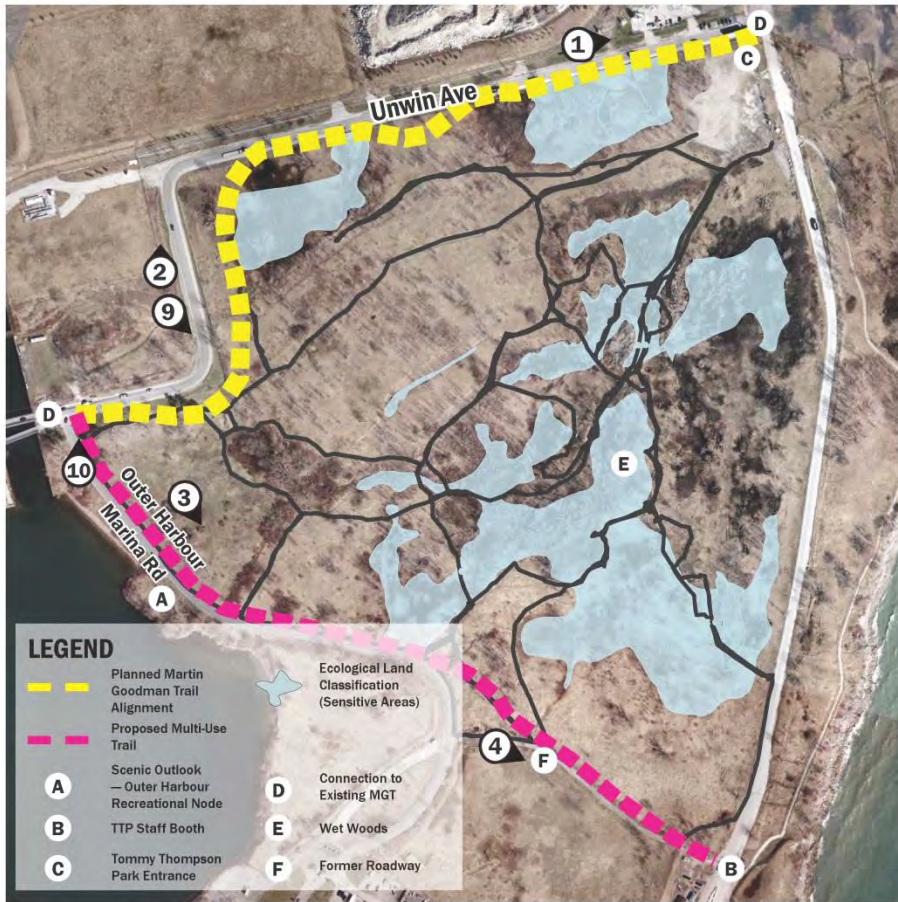 1
D
C
Unwin Ave
2
9
D
10
3
Outer Harbour
Marina Rd
A
E
4
F
B
LEGEND
Planned Martin
Goodman Trail
Alignment
Proposed Multi-Use
Trail
A
Scenic Outlook
— Outer Harbour
Recreational Node
B
TTP Staff Booth
C
Tommy Thompson
Park Entrance
Ecological Land
Classification
(Sensitive Areas)
D
Connection to
Existing MGT
E
Wet Woods
F
Former Roadway